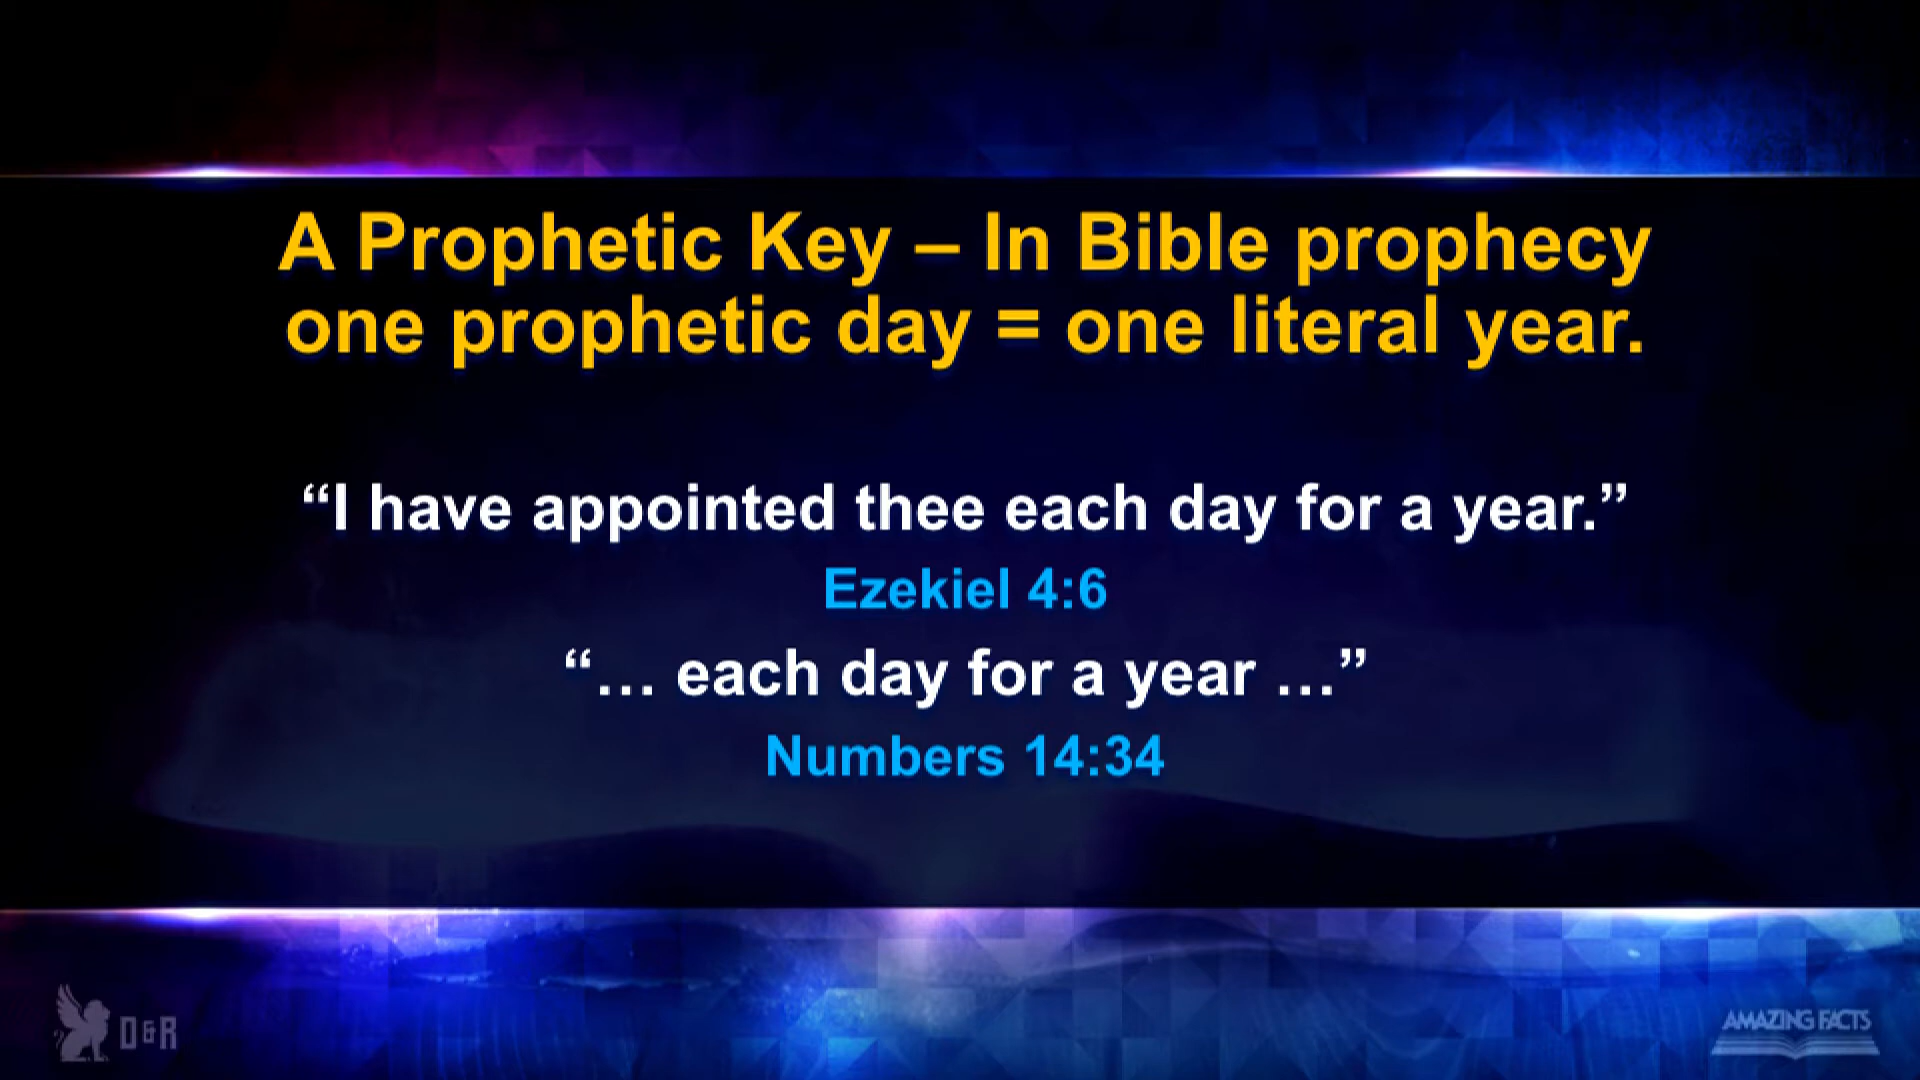 A Prophetic Key – In Bible prophecy
one prophetic day = one literal year.
“I have appointed thee each day for a year.”
Ezekiel 4:6
“… each day for a year …”
Numbers 14:34
D&R
AMAZING FACTS